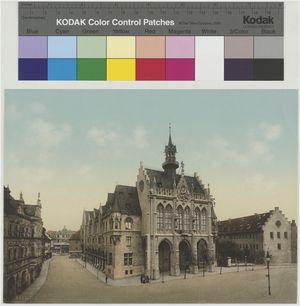 KODAK Color Control Patches
Kodak
Blue Cyan Green Yellow Red Magenta White 3/Color Black